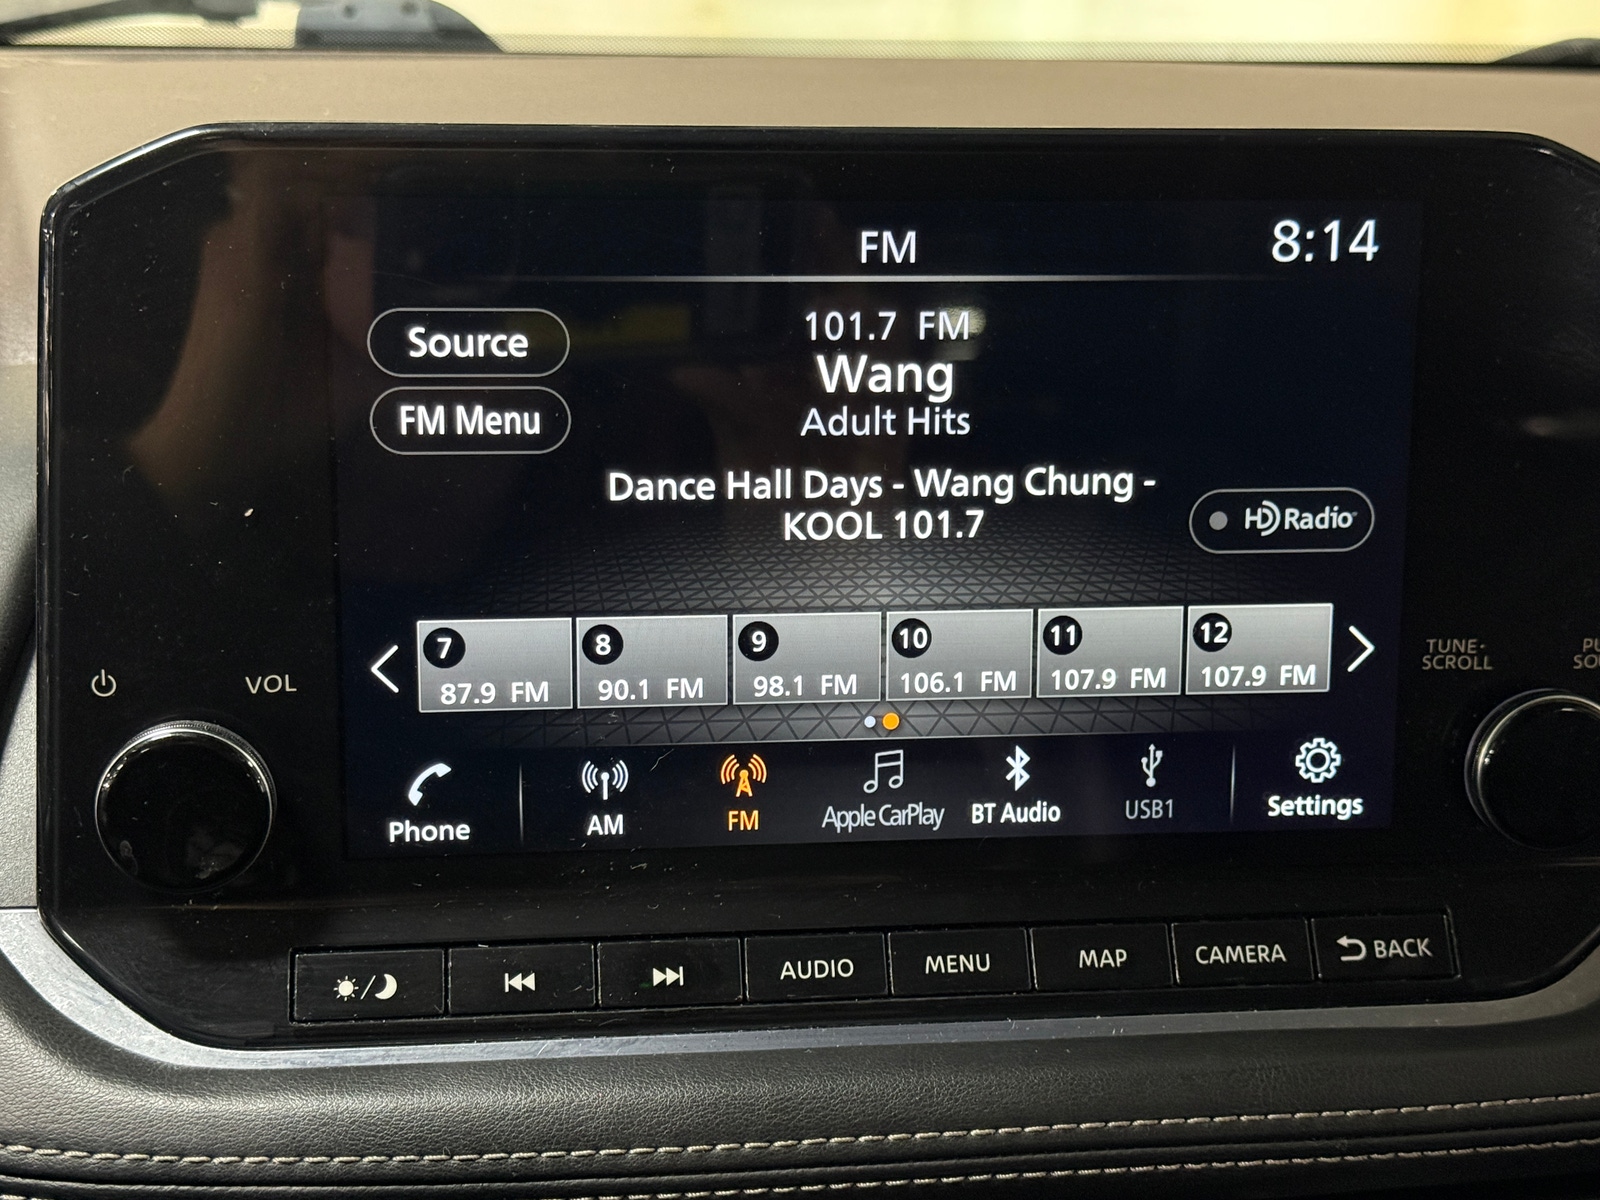 FM
8:14
Source
101.7 FM
Wang
FM Menu
Adult Hits
Dance Hall Days - Wang Chung -
KOOL 101.7
HD Radio
7
87.9 FM
8
90.1 FM
9
98.1 FM
10
106.1 FM
11
107.9 FM
12
107.9 FM
VOL
TUNE·
SCROLL
Phone
AM
FM
Apple CarPlay
BT Audio
USB1
Settings
AUDIO
MENU
MAP
CAMERA
BACK